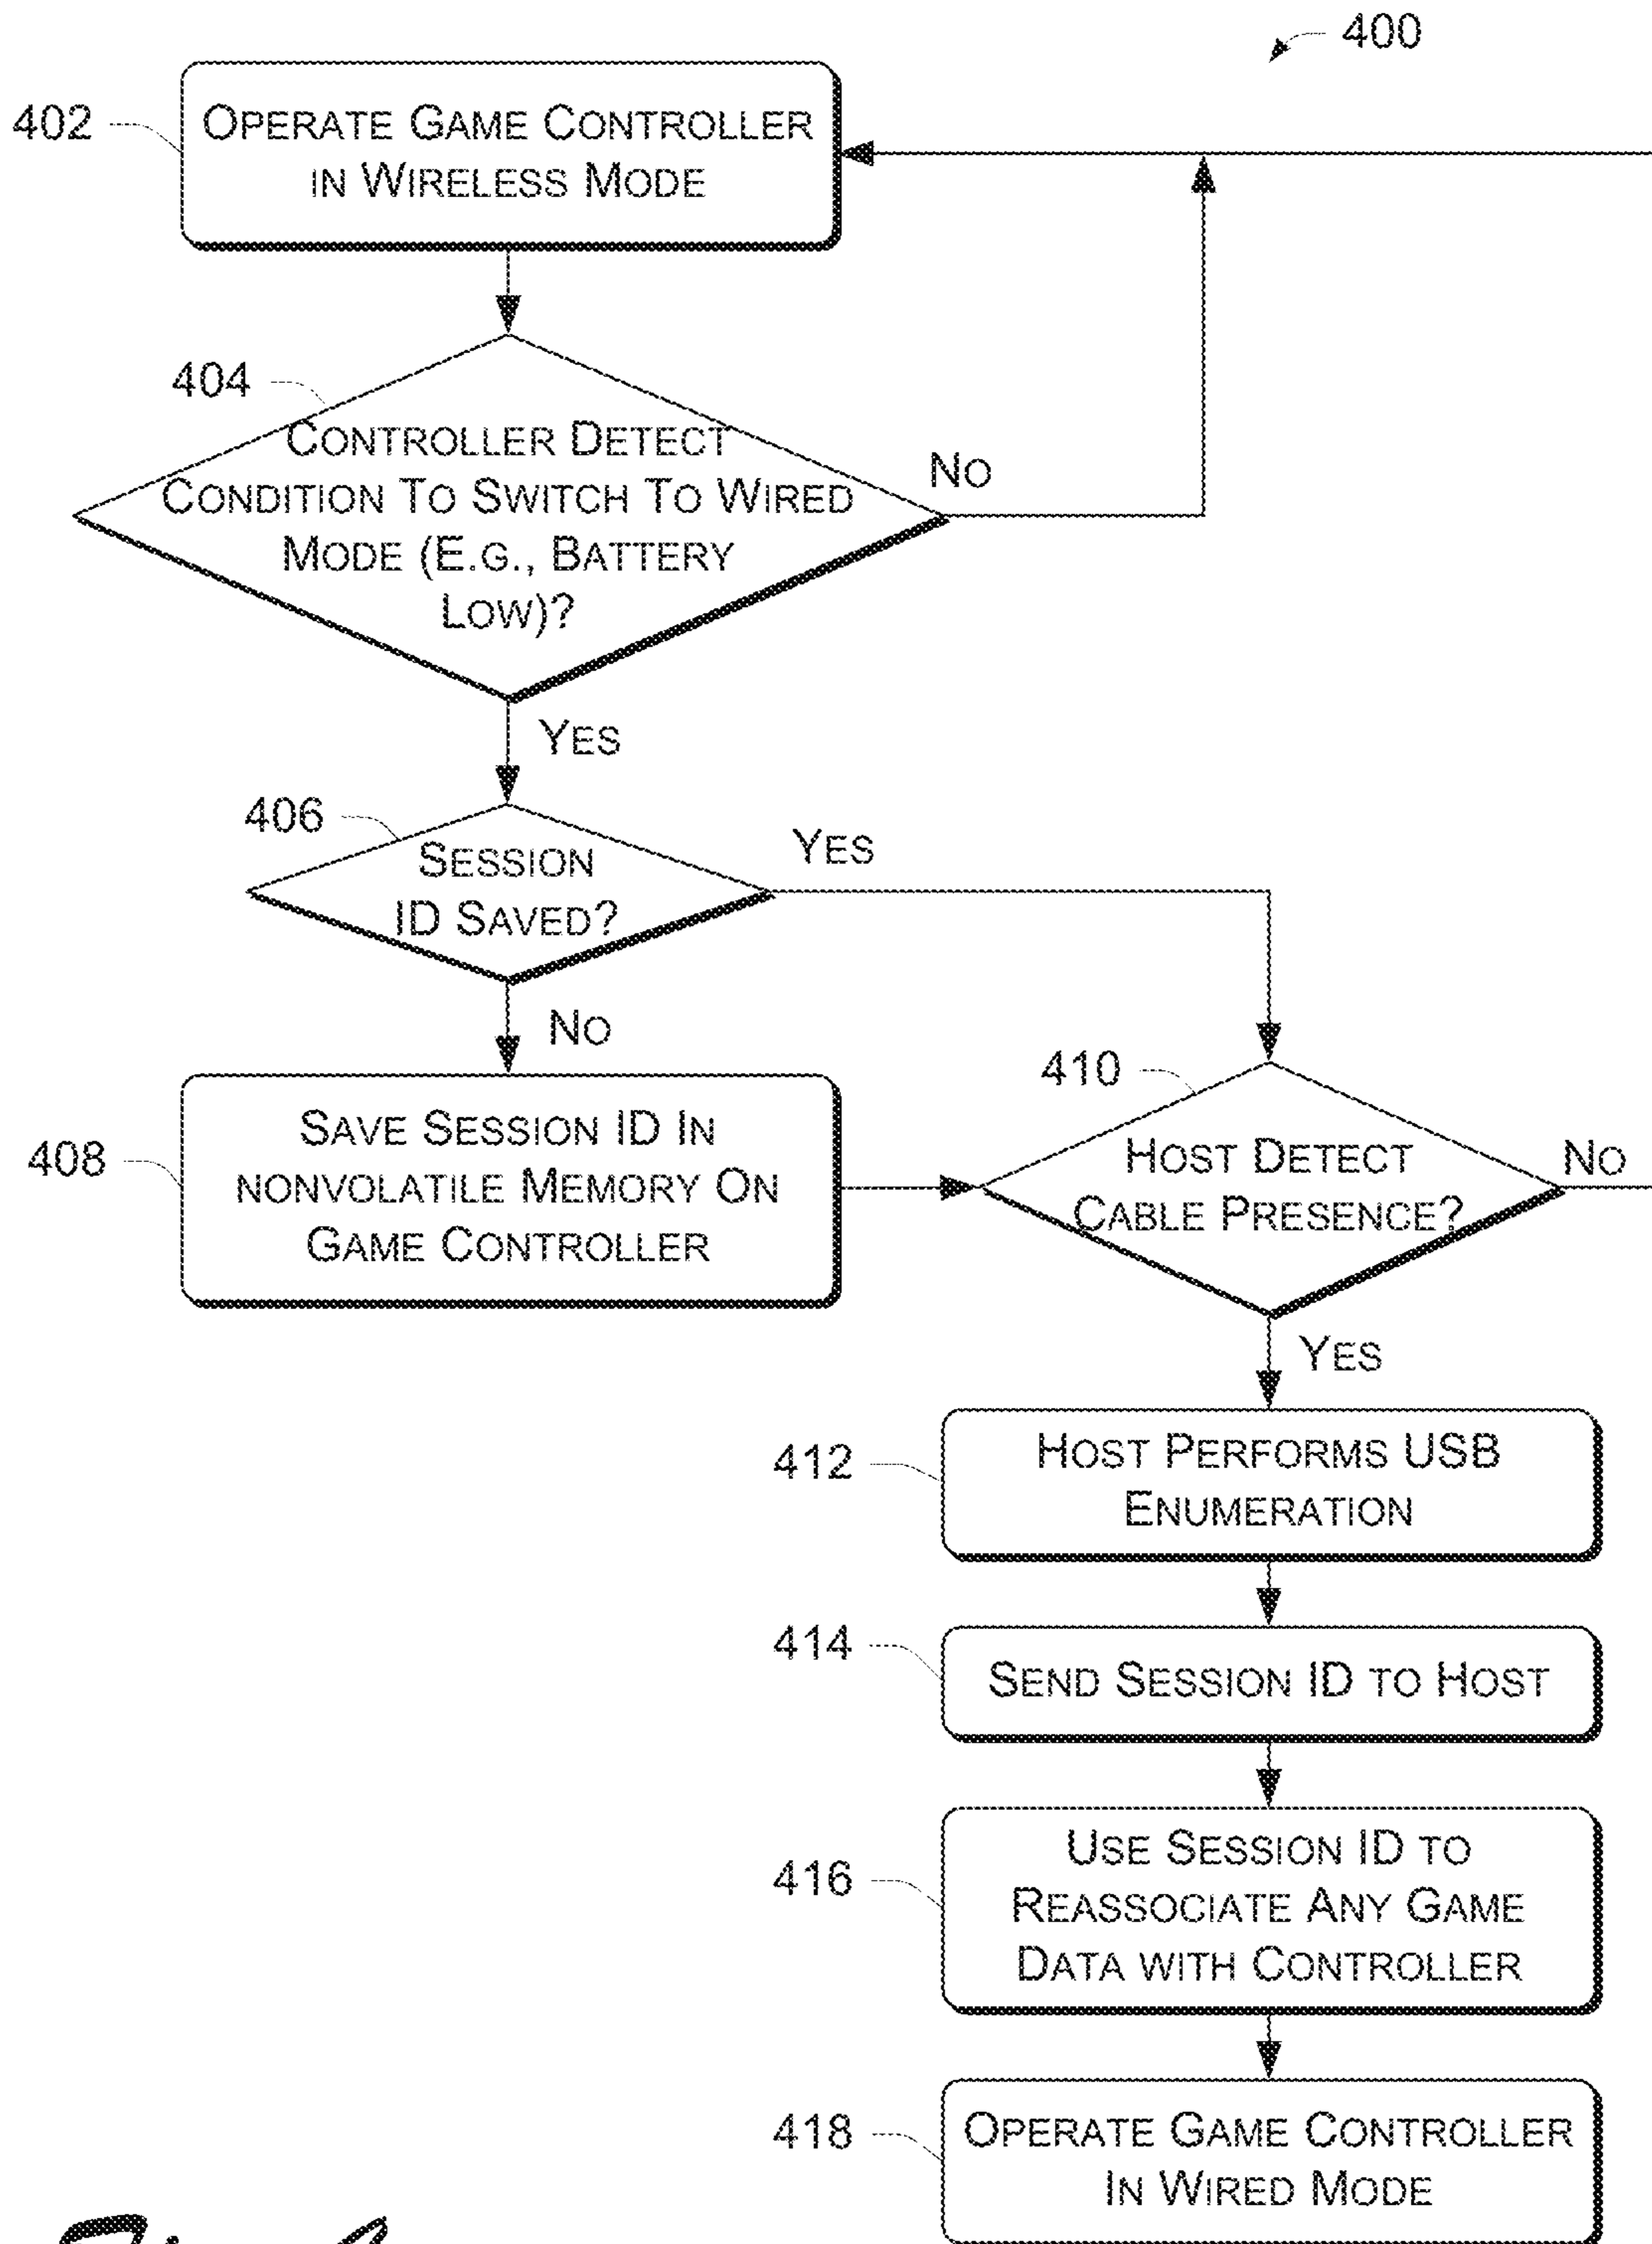 400
402
OPERATE GAME CONTROLLER
IN WIRELESS MODE
404
CONTROLLER DETECT
CONDITION TO SWITCH TO WIRED
MODE (E.G., BATTERY
LOW)?
NO
YES
406
SESSION
ID SAVED?
YES
NO
408
SAVE SESSION ID IN
NONVOLATILE MEMORY ON
GAME CONTROLLER
410
HOST DETECT
CABLE PRESENCE?
NO
YES
412
HOST PERFORMS USB
ENUMERATION
414
SEND SESSION ID TO HOST
416
USE SESSION ID TO
REASSOCIATE ANY GAME
DATA WITH CONTROLLER
418
OPERATE GAME CONTROLLER
IN WIRED MODE